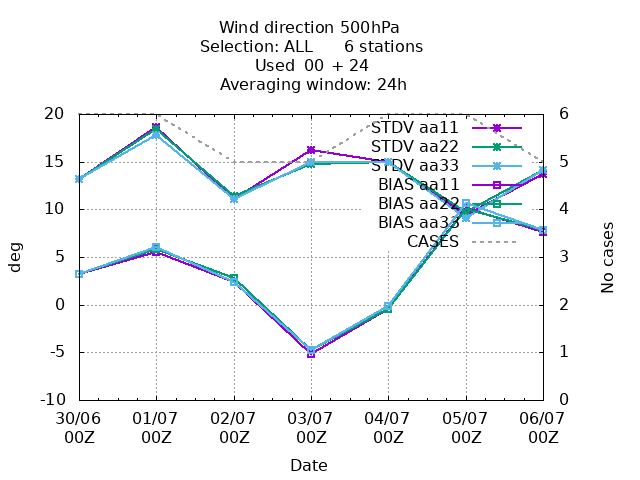 Wind direction 500hPa
Selection: ALL 6 stations
Used 00 + 24
Averaging window: 24h
20 6
STDV aa11
STDV aa22
15 5
STDV aa33
BIAS aa11
10 4
BIAS aa22
BIAS aa33
CASES
deg
No cases
5 3
0 2
-5 1
-10 0
30/06 01/07 02/07 03/07 04/07 05/07 06/07
00Z 00Z 00Z 00Z 00Z 00Z 00Z
Date